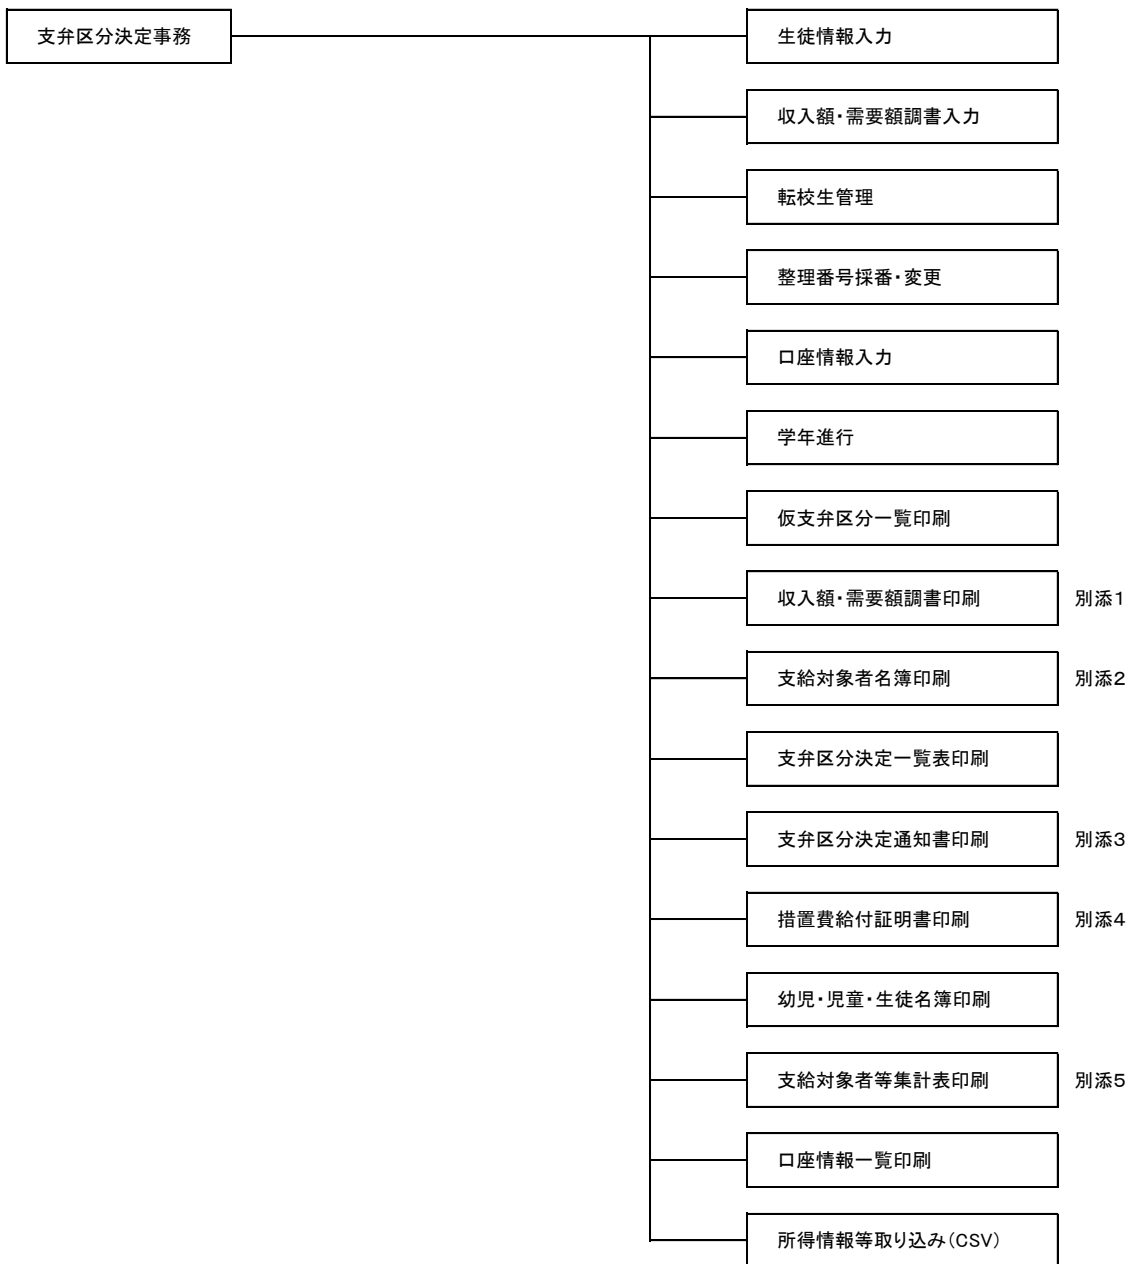 支弁区分決定事務
生徒情報入力
収入額・需要額調書入力
転校生管理
整理番号採番・変更
口座情報入力
学年進行
仮支弁区分一覧印刷
収入額・需要額調書印刷 別添1
支給対象者名簿印刷 別添2
支弁区分決定一覧表印刷
支弁区分決定通知書印刷 別添3
措置費給付証明書印刷 別添4
幼児・児童・生徒名簿印刷
支給対象者等集計表印刷 別添5
口座情報一覧印刷
所得情報等取り込み(CSV)